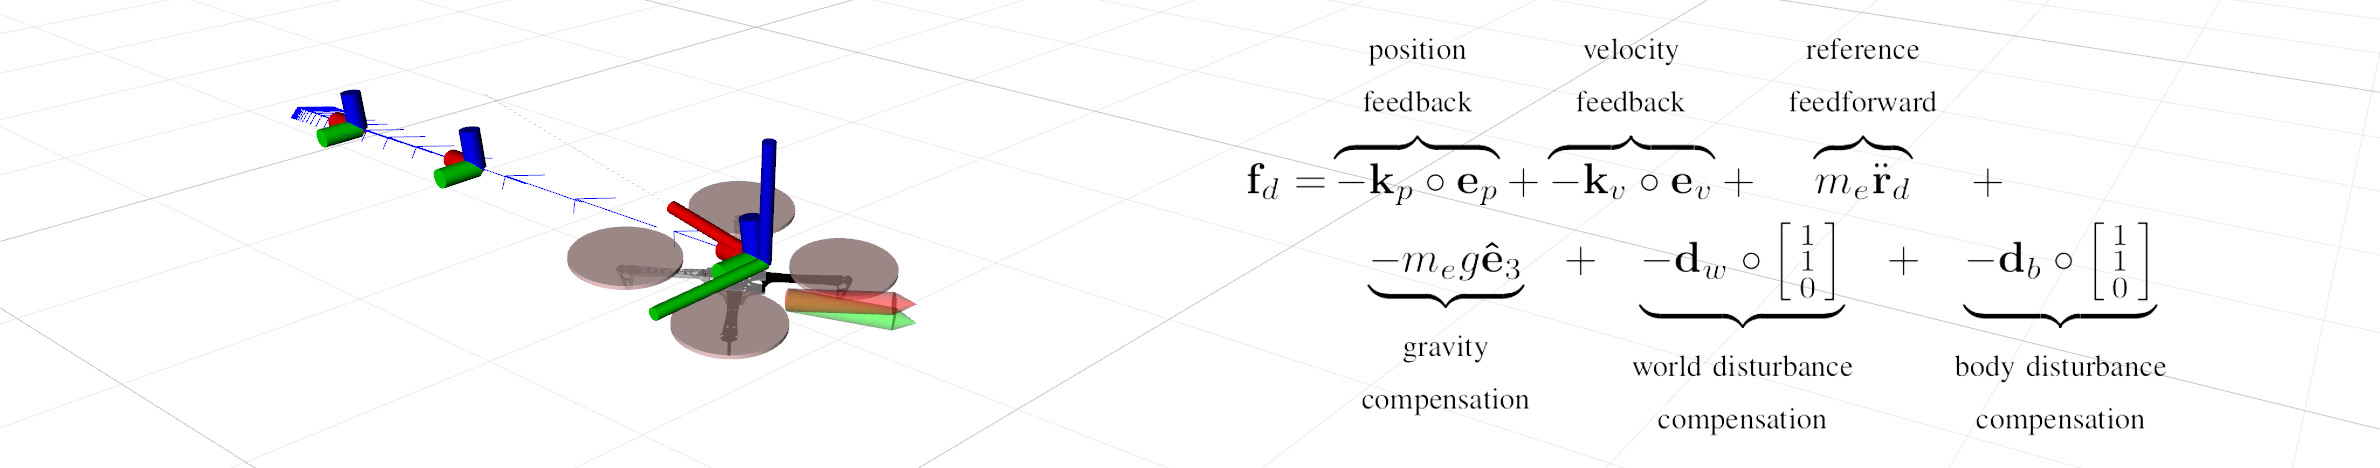 position velocity reference
feedback feedback feedforward
f_d = −k_p ∘ e_p + −k_v ∘ e_v + m_e r̈_d +
−m_e g ê_3 + −d_w ∘ [1 1 0] + −d_b ∘ [1 1 0]
gravity
compensation
world disturbance
compensation
body disturbance
compensation